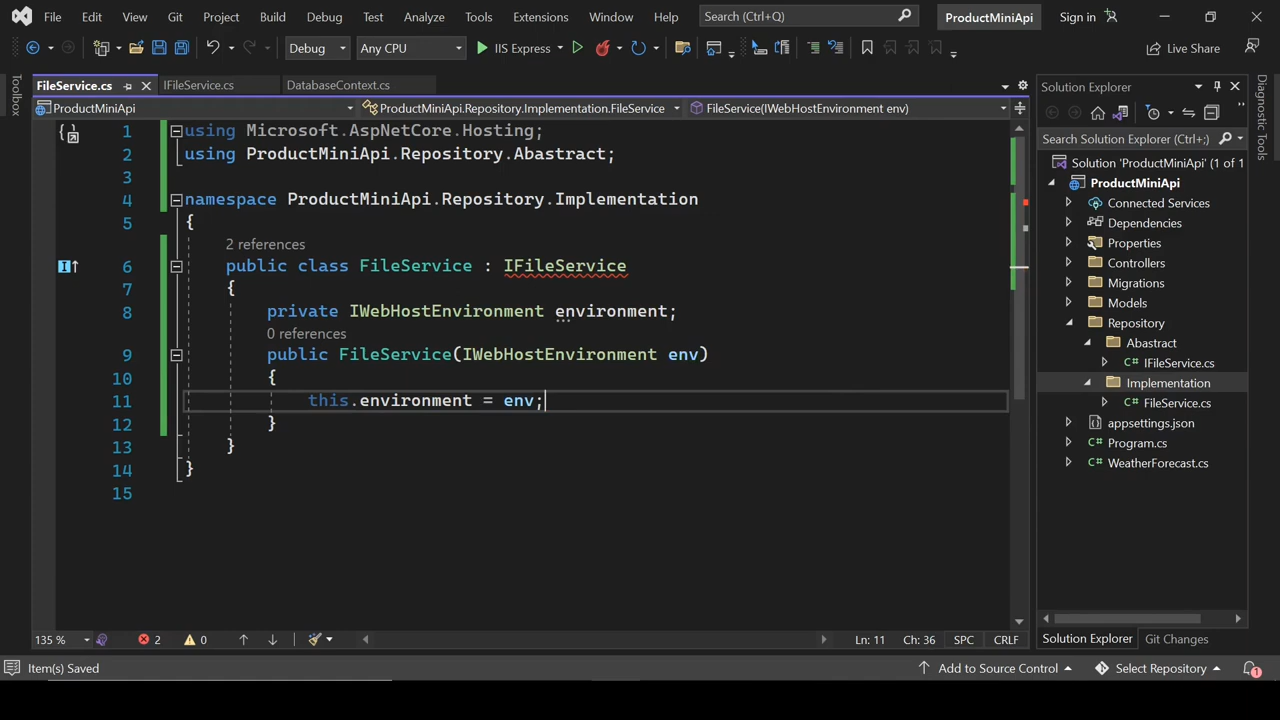 File Edit View Git Project Build Debug Test Analyze Tools Extensions Window Help Search (Ctrl+Q) ProductMiniApi Sign in
Debug Any CPU IIS Express Live Share
FileService.cs IFileService.cs DatabaseContext.cs
ProductMiniApi ProductMiniApi.Repository.Implementation.FileService FileService(IWebHostEnvironment env)
Toolbox
1 using Microsoft.AspNetCore.Hosting;
2 using ProductMiniApi.Repository.Abastract;
3
4 namespace ProductMiniApi.Repository.Implementation
5 {
2 references
6 public class FileService : IFileService
7 {
8 private IWebHostEnvironment environment;
0 references
9 public FileService(IWebHostEnvironment env)
10 {
11 this.environment = env;
12 }
13 }
14 }
15
135 % 2 0 Ln: 11 Ch: 36 SPC CRLF
Solution Explorer
Search Solution Explorer (Ctrl+;)
Solution 'ProductMiniApi' (1 of 1
ProductMiniApi
Connected Services
Dependencies
Properties
Controllers
Migrations
Models
Repository
Abastract
C# IFileService.cs
Implementation
C# FileService.cs
appsettings.json
C# Program.cs
C# WeatherForecast.cs
Solution Explorer Git Changes
Diagnostic Tools
Item(s) Saved Add to Source Control Select Repository 1